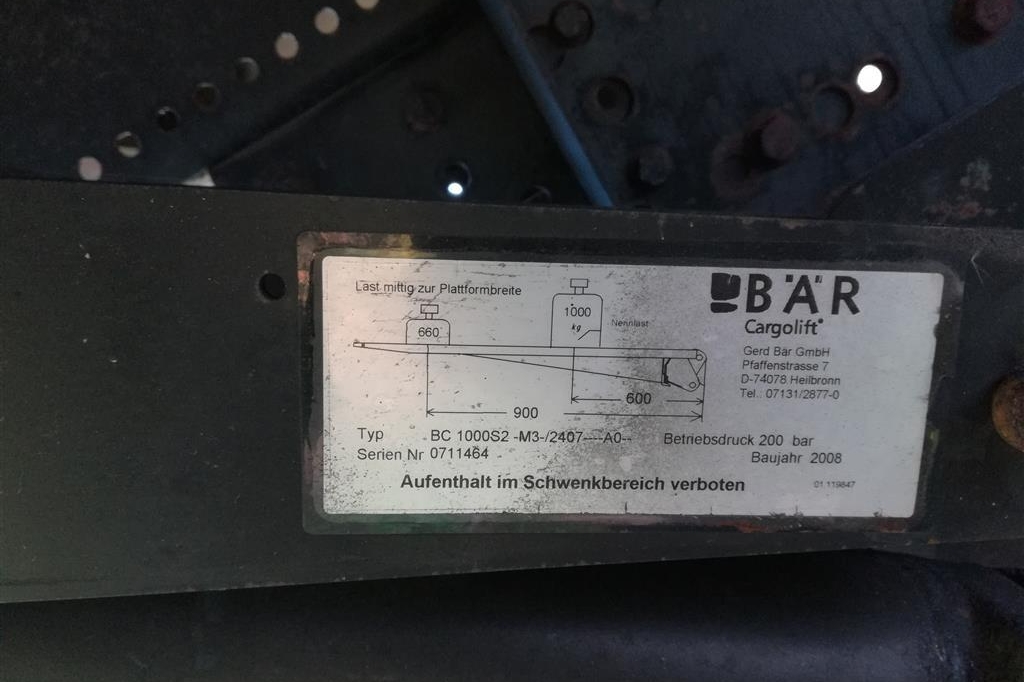 Last mittig zur Plattformbreite
BÄR
Cargolift
Gerd Bär GmbH
Pfaffenstrasse 7
D-74078 Heilbronn
Tel.: 07131/2877-0
660
1000
kg
Nennlast
600
900
Typ BC 1000S2 -M3-/2407----A0-- Betriebsdruck 200 bar
Serien Nr 0711464 Baujahr 2008
Aufenthalt im Schwenkbereich verboten
01 119847